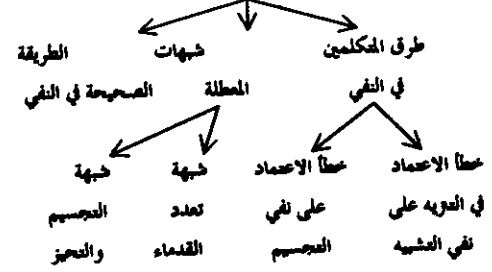 طرق المتكلمين شبهات الطريقة
في النفي المعطلة الصحيحة في النفي
خطأ الاعتماد خطأ الاعتماد شبهة شبهة
في التنزيه على على نفي تعدد التجسيم
نفي التشبيه التجسيم القدماء والتحيز